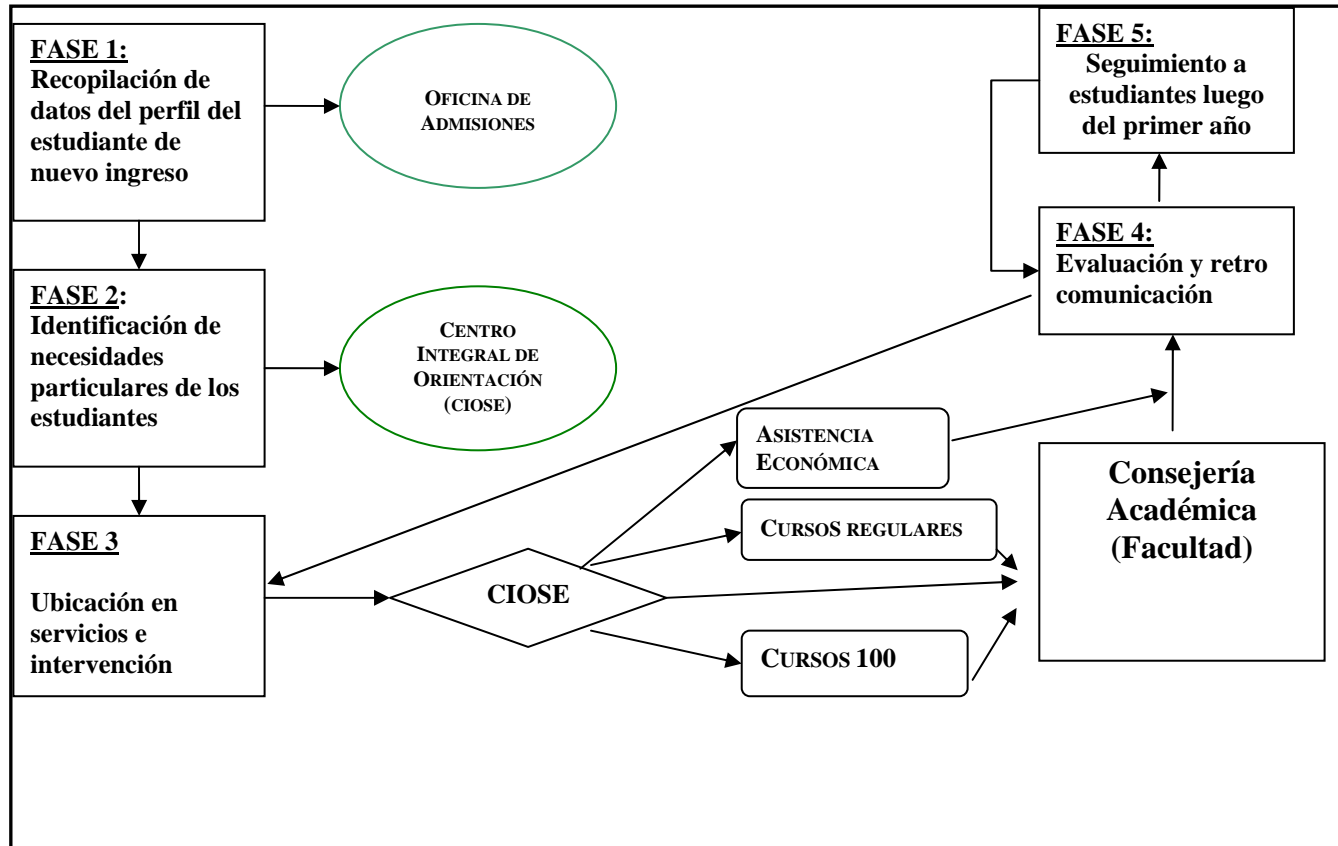 FASE 1:
Recopilación de
datos del perfil del
estudiante de
nuevo ingreso
OFICINA DE
ADMISIONES
FASE 2:
Identificación de
necesidades
particulares de los
estudiantes
CENTRO
INTEGRAL DE
ORIENTACIÓN
(CIOSE)
FASE 3
Ubicación en
servicios e
intervención
CIOSE
ASISTENCIA
ECONÓMICA
CURSOS REGULARES
CURSOS 100
Consejería
Académica
(Facultad)
FASE 4:
Evaluación y retro
comunicación
FASE 5:
Seguimiento a
estudiantes luego
del primer año